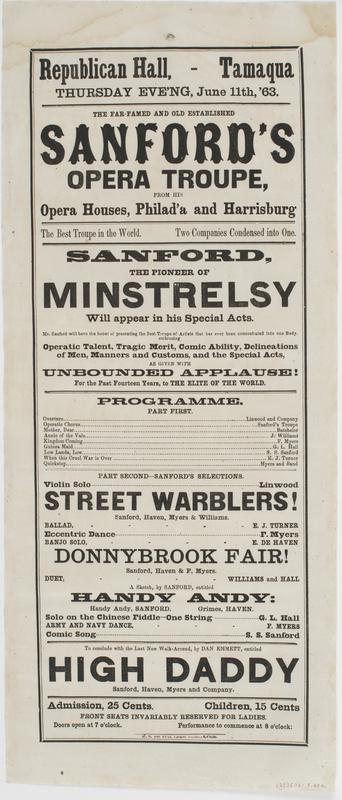 Republican Hall, - Tamaqua
THURSDAY EVE'NG, June 11th, '63.
THE FAR-FAMED AND OLD ESTABLISHED
SANFORD'S
OPERA TROUPE,
FROM HIS
Opera Houses, Philad'a and Harrisburg
The Best Troupe in the World. Two Companies Condensed into One.
SANFORD,
THE PIONEER OF
MINSTRELSY
Will appear in his Special Acts.
Mr. Sanford will have the honor of presenting the Best Troupe of Artists that has ever been concentrated into one Body, embracing
Operatic Talent, Tragic Merit, Comic Ability, Delineations
of Men, Manners and Customs, and the Special Acts,
AS GIVEN WITH
UNBOUNDED APPLAUSE!
For the Past Fourteen Years, to THE ELITE OF THE WORLD.
PROGRAMME.
PART FIRST.
Overture Linwood and Company
Operatic Chorus Sanford's Troupe
Mother, Dear Batchelor
Annie of the Vale J. Williams
Kingdom Coming F. Myers
Guinea Maid G. L. Hall
Low Lands, Low S. S. Sanford
When this Cruel War is Over E. J. Turner
Quickstep Myers and Band
PART SECOND—SANFORD'S SELECTIONS.
Violin Solo Linwood
STREET WARBLERS!
Sanford, Haven, Myers & Williams.
BALLAD, - - - - E. J. TURNER
Eccentric Dance F. Myers
BANJO SOLO, - - - - E. DE HAVEN
DONNYBROOK FAIR!
Sanford, Haven & F. Myers.
DUET, - - - - WILLIAMS and HALL
A Sketch, by SANFORD, entitled
HANDY ANDY:
Handy Andy, SANFORD. Grimes, HAVEN.
Solo on the Chinese Fiddle—One String G. L. Hall
ARMY AND NAVY DANCE, - - - F. MYERS
Comic Song S. S. Sanford
To conclude with the Last New Walk-Around, by DAN EMMETT, entitled
HIGH DADDY
Sanford, Haven, Myers and Company.
Admission, 25 Cents. Children, 15 Cents
FRONT SEATS INVARIABLY RESERVED FOR LADIES.
Doors open at 7 o'clock. Performance to commence at 8 o'clock: